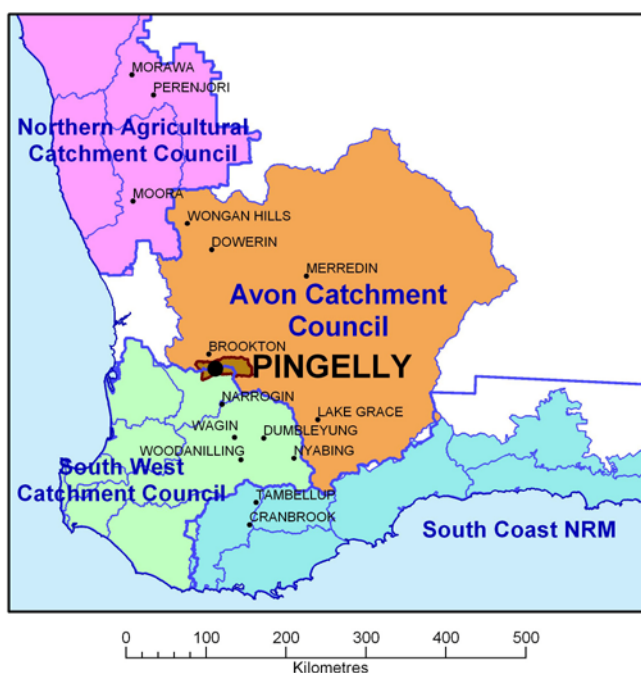 MORAWA
PERENJORI
Northern Agricultural
Catchment Council
MOORA
WONGAN HILLS
DOWERIN
MERREDIN
Avon Catchment
Council
BROOKTON
PINGELLY
NARROGIN
LAKE GRACE
WAGIN
DUMBLEYUNG
WOODANILLING
NYABING
South West
Catchment Council
TAMBELLUP
CRANBROOK
South Coast NRM
0 100 200 300 400 500
Kilometres